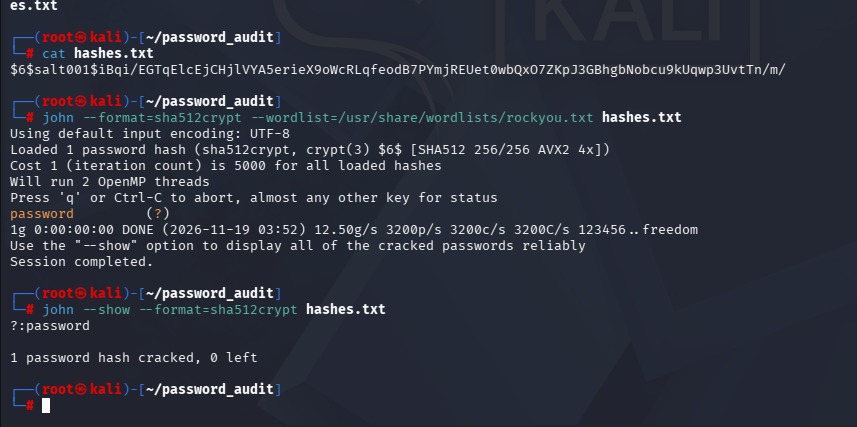 es.txt
┌──(root㉿kali)-[~/password_audit]
└─# cat hashes.txt
$6$salt001$iBqi/EGTqElcEjCHjlVYA5erieX9oWcRLqfeodB7PYmjREUet0wbQxO7ZKpJ3GBhgbNobcu9kUqwp3UvtTn/m/
┌──(root㉿kali)-[~/password_audit]
└─# john --format=sha512crypt --wordlist=/usr/share/wordlists/rockyou.txt hashes.txt
Using default input encoding: UTF-8
Loaded 1 password hash (sha512crypt, crypt(3) $6$ [SHA512 256/256 AVX2 4x])
Cost 1 (iteration count) is 5000 for all loaded hashes
Will run 2 OpenMP threads
Press 'q' or Ctrl-C to abort, almost any other key for status
password         (?)
1g 0:00:00:00 DONE (2026-11-19 03:52) 12.50g/s 3200p/s 3200c/s 3200C/s 123456..freedom
Use the "--show" option to display all of the cracked passwords reliably
Session completed.
┌──(root㉿kali)-[~/password_audit]
└─# john --show --format=sha512crypt hashes.txt
?:password
1 password hash cracked, 0 left
┌──(root㉿kali)-[~/password_audit]
└─#
KALI